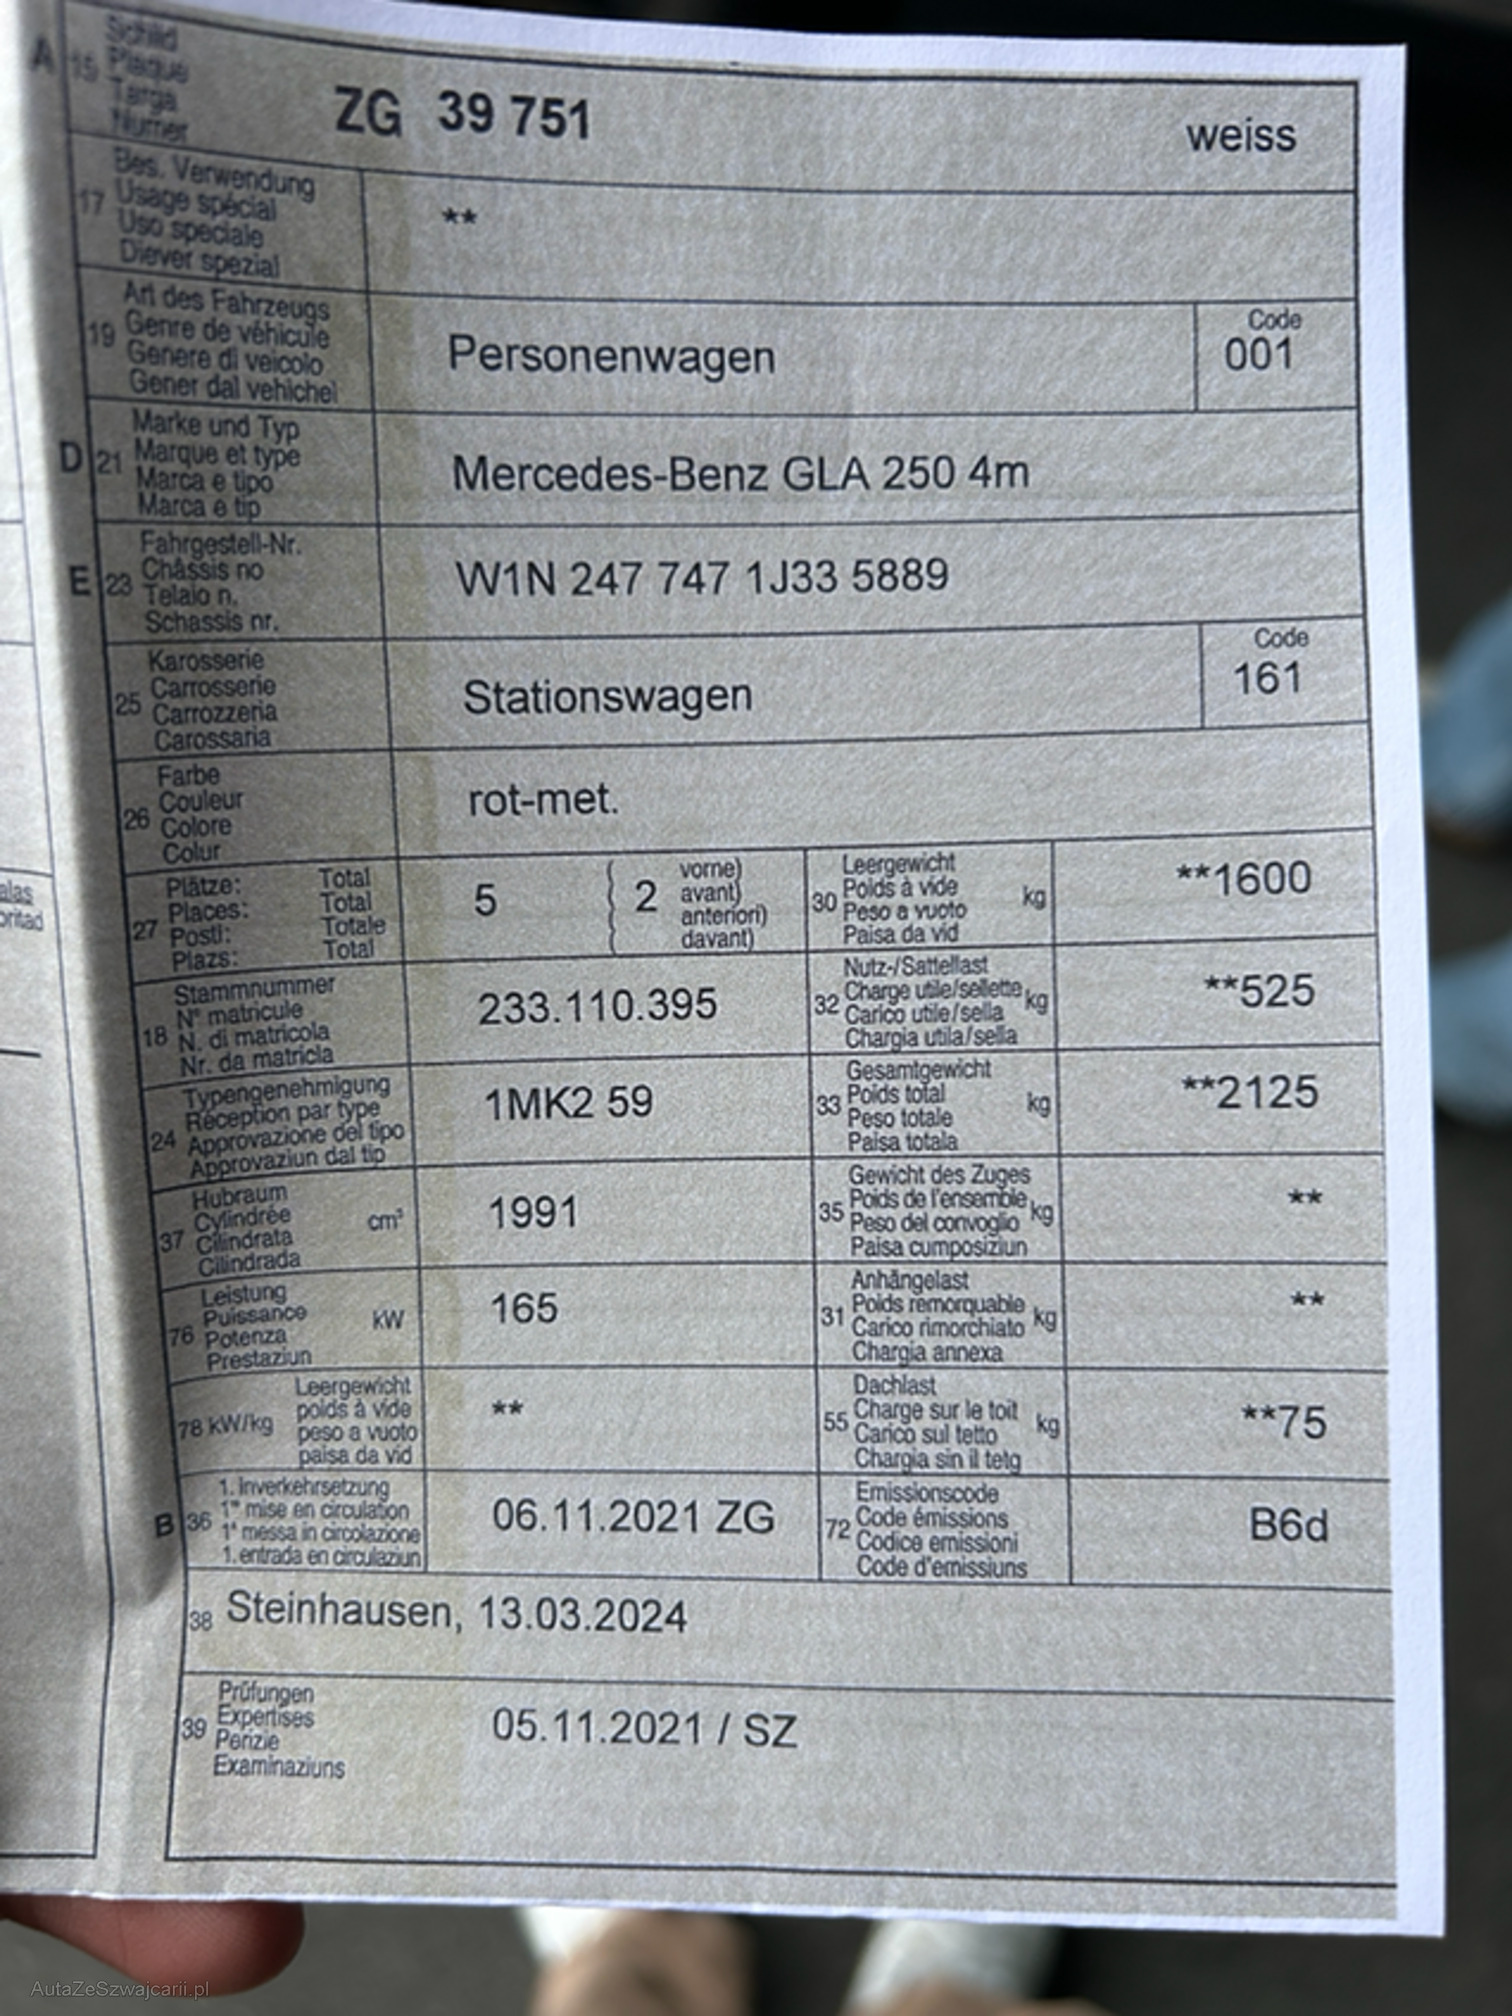 A 15 Schild
Plaque
Targa
Numer
ZG 39 751 weiss
17 Bes. Verwendung
Usage spécial
Uso speciale
Diever spezial
**
19 Art des Fahrzeugs
Genre de véhicule
Genere di veicolo
Gener dal vehichel
Personenwagen
Code
001
D 21 Marke und Typ
Marque et type
Marca e tipo
Marca e tip
Mercedes-Benz GLA 250 4m
E 23 Fahrgestell-Nr.
Châssis no
Telaio n.
Schassis nr.
W1N 247 747 1J33 5889
25 Karosserie
Carrosserie
Carrozzeria
Carossaria
Stationswagen
Code
161
26 Farbe
Couleur
Colore
Colur
rot-met.
27 Plätze: Total
Places: Total
Posti: Totale
Plazs: Total
5 ( 2 vorne)
avant)
anteriori)
davant)
30 Leergewicht
Poids à vide
Peso a vuoto
Paisa da vid
kg
**1600
18 Stammnummer
N° matricule
N. di matricola
Nr. da matricla
233.110.395
32 Nutz-/Sattellast
Charge utile/sellette
Carico utile/sella
Chargia utila/sella
kg
**525
24 Typengenehmigung
Réception par type
Approvazione del tipo
Approvaziun dal tip
1MK2 59
33 Gesamtgewicht
Poids total
Peso totale
Paisa totala
kg
**2125
37 Hubraum
Cylindrée
Cilindrata
Cilindrada
cm³
1991
35 Gewicht des Zuges
Poids de l'ensemble
Peso del convoglio
Paisa cumposiziun
kg
**
76 Leistung
Puissance
Potenza
Prestaziun
kW
165
31 Anhängelast
Poids remorquable
Carico rimorchiato
Chargia annexa
kg
**
78 kW/kg Leergewicht
poids à vide
peso a vuoto
paisa da vid
**
55 Dachlast
Charge sur le toit
Carico sul tetto
Chargia sin il tetg
kg
**75
B 36 1. Inverkehrsetzung
1re mise en circulation
1a messa in circolazione
1. entrada en circulaziun
06.11.2021 ZG
72 Emissionscode
Code émissions
Codice emissioni
Code d'emissiuns
B6d
38 Steinhausen, 13.03.2024
39 Prüfungen
Expertises
Perizie
Examinaziuns
05.11.2021 / SZ
AutaZeSzwajcarii.pl